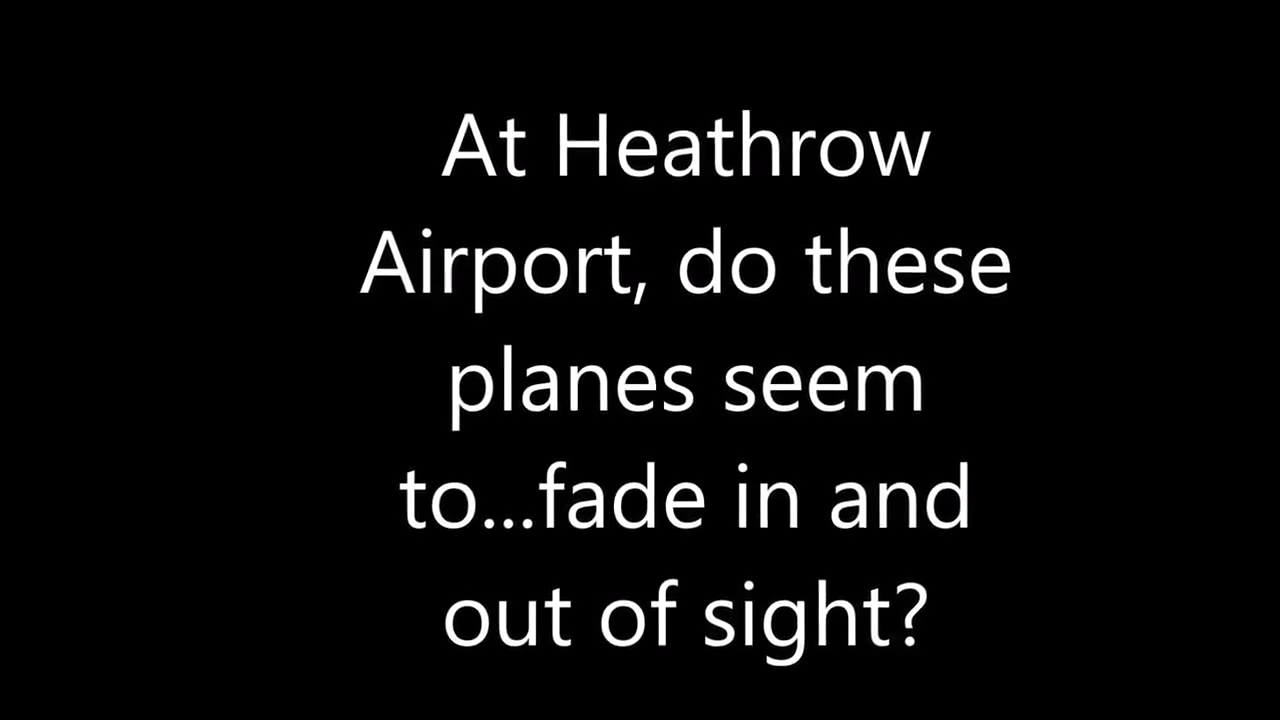 At Heathrow
Airport, do these
planes seem
to...fade in and
out of sight?